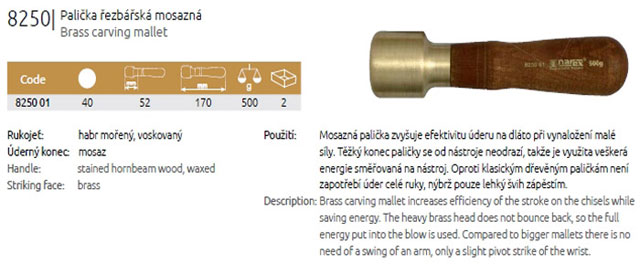 8250| Palička řezbářská mosazná
Brass carving mallet
Code
8250 01 40 52 170 500 2
8250 01 narex 500g
Rukojeť: habr mořený, voskovaný
Úderný konec: mosaz
Handle: stained hornbeam wood, waxed
Striking face: brass
Použití: Mosazná palička zvyšuje efektivitu úderu na dláto při vynaložení malé
síly. Těžký konec paličky se od nástroje neodrazí, takže je využita veškerá
energie směřovaná na nástroj. Oproti klasickým dřevěným paličkám není
zapotřebí úder celé ruky, nýbrž pouze lehký švih zápěstím.
Description: Brass carving mallet increases efficiency of the stroke on the chisels while
saving energy. The heavy brass head does not bounce back, so the full
energy put into the blow is used. Compared to bigger mallets there is no
need of a swing of an arm, only a slight pivot strike of the wrist.